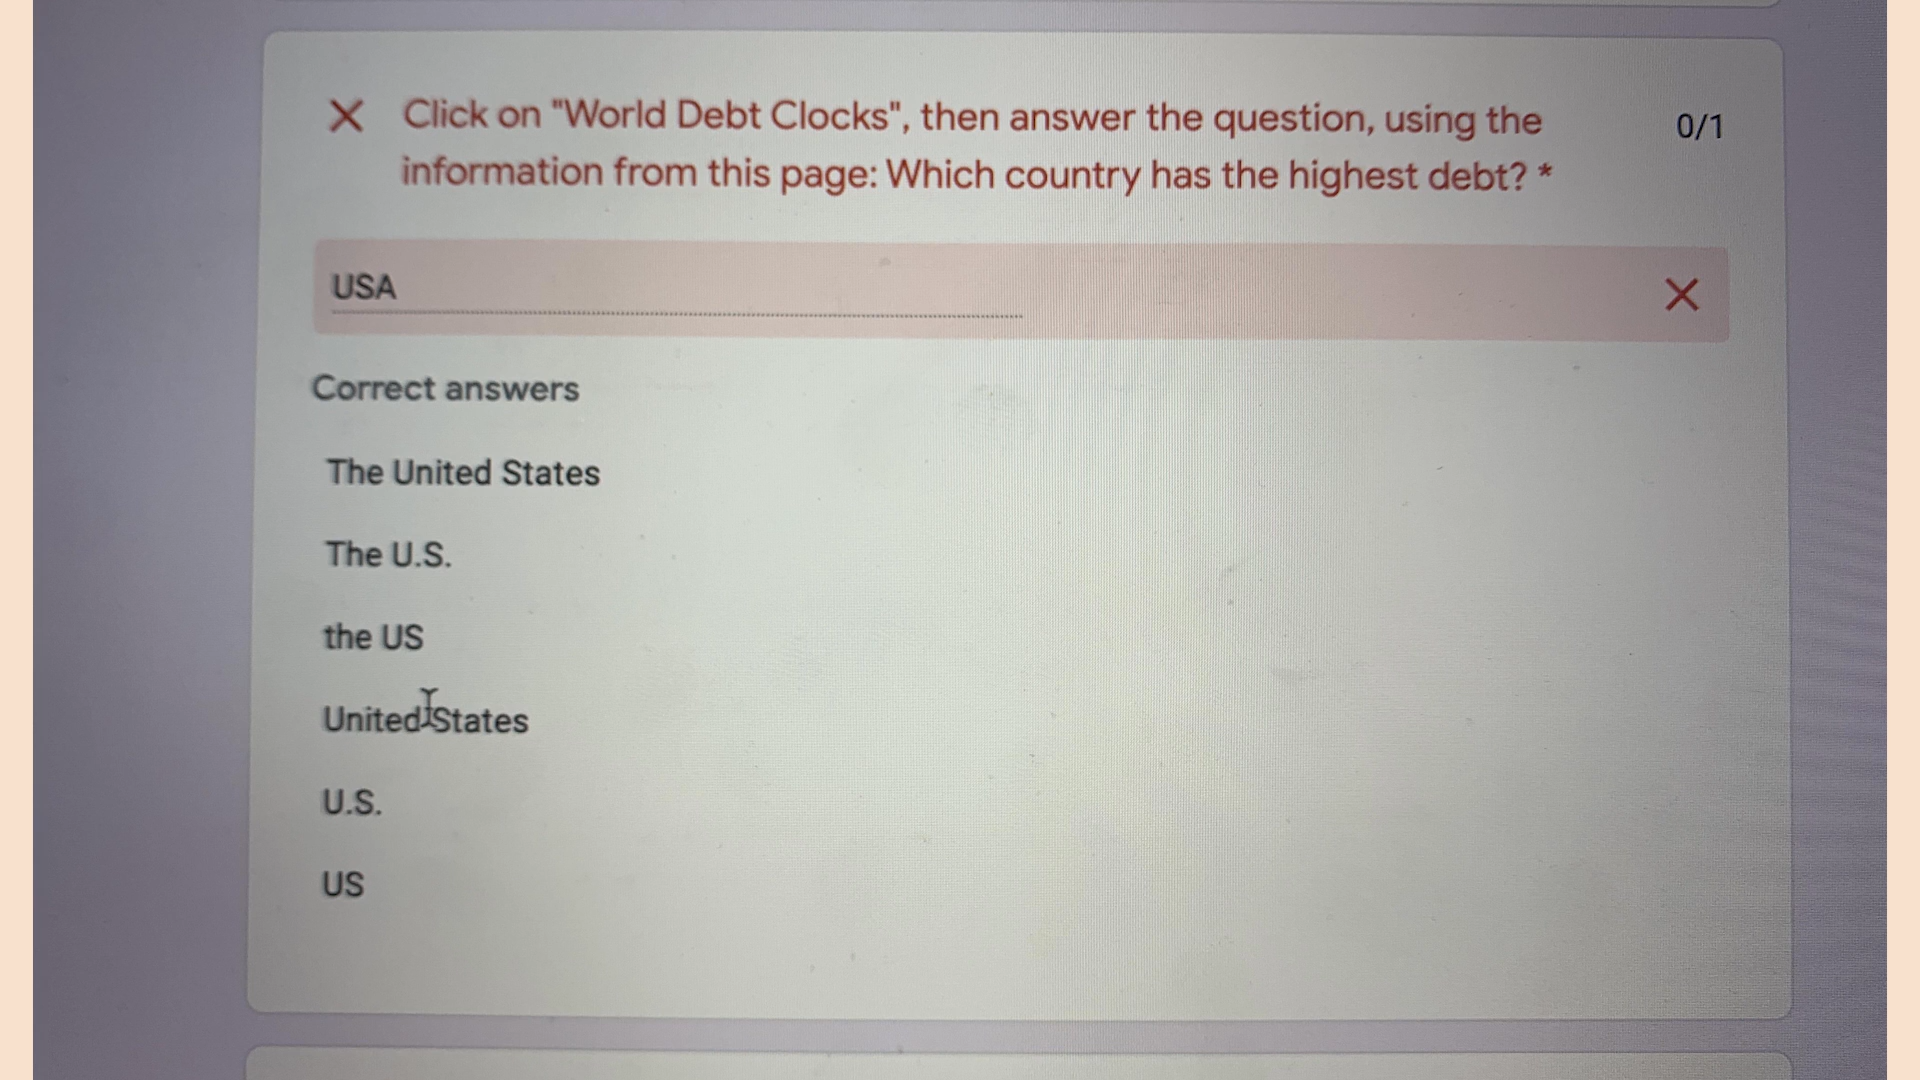 Click on "World Debt Clocks", then answer the question, using the
0/1
information from this page: Which country has the highest debt? *
USA
Correct answers
The United States
The U.S.
the US
United States
U.S.
US